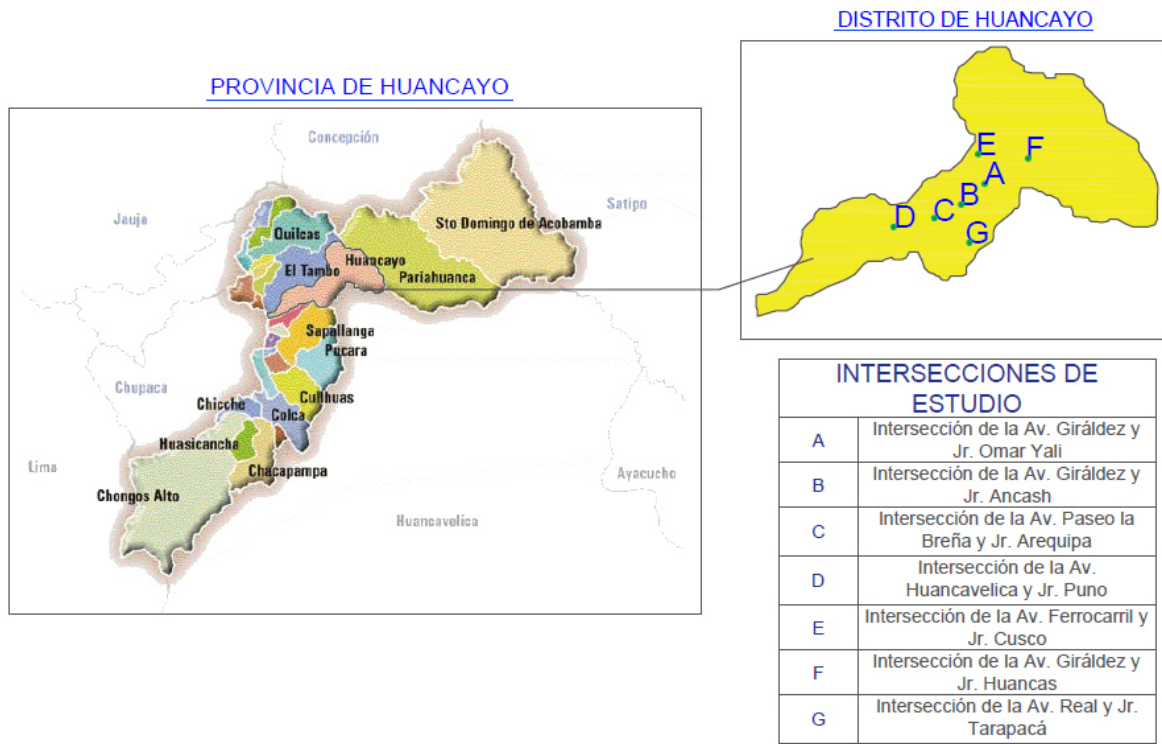 DISTRITO DE HUANCAYO
PROVINCIA DE HUANCAYO
Concepción
Jauja
Satipo
Sto Domingo de Acobamba
Quilcas
Huancayo
El Tambo
Pariahuanca
Sapallanga
Pucara
Chupaca
Cullhuas
Chicche
Colca
Huasicancha
Lima
Chacapampa
Ayacucho
Chongos Alto
Huancavelica
E
F
A
B
C
D
G
INTERSECCIONES DE
ESTUDIO
A
Intersección de la Av. Giráldez y
Jr. Omar Yali
B
Intersección de la Av. Giráldez y
Jr. Ancash
C
Intersección de la Av. Paseo la
Breña y Jr. Arequipa
D
Intersección de la Av.
Huancavelica y Jr. Puno
E
Intersección de la Av. Ferrocarril y
Jr. Cusco
F
Intersección de la Av. Giráldez y
Jr. Huancas
G
Intersección de la Av. Real y Jr.
Tarapacá